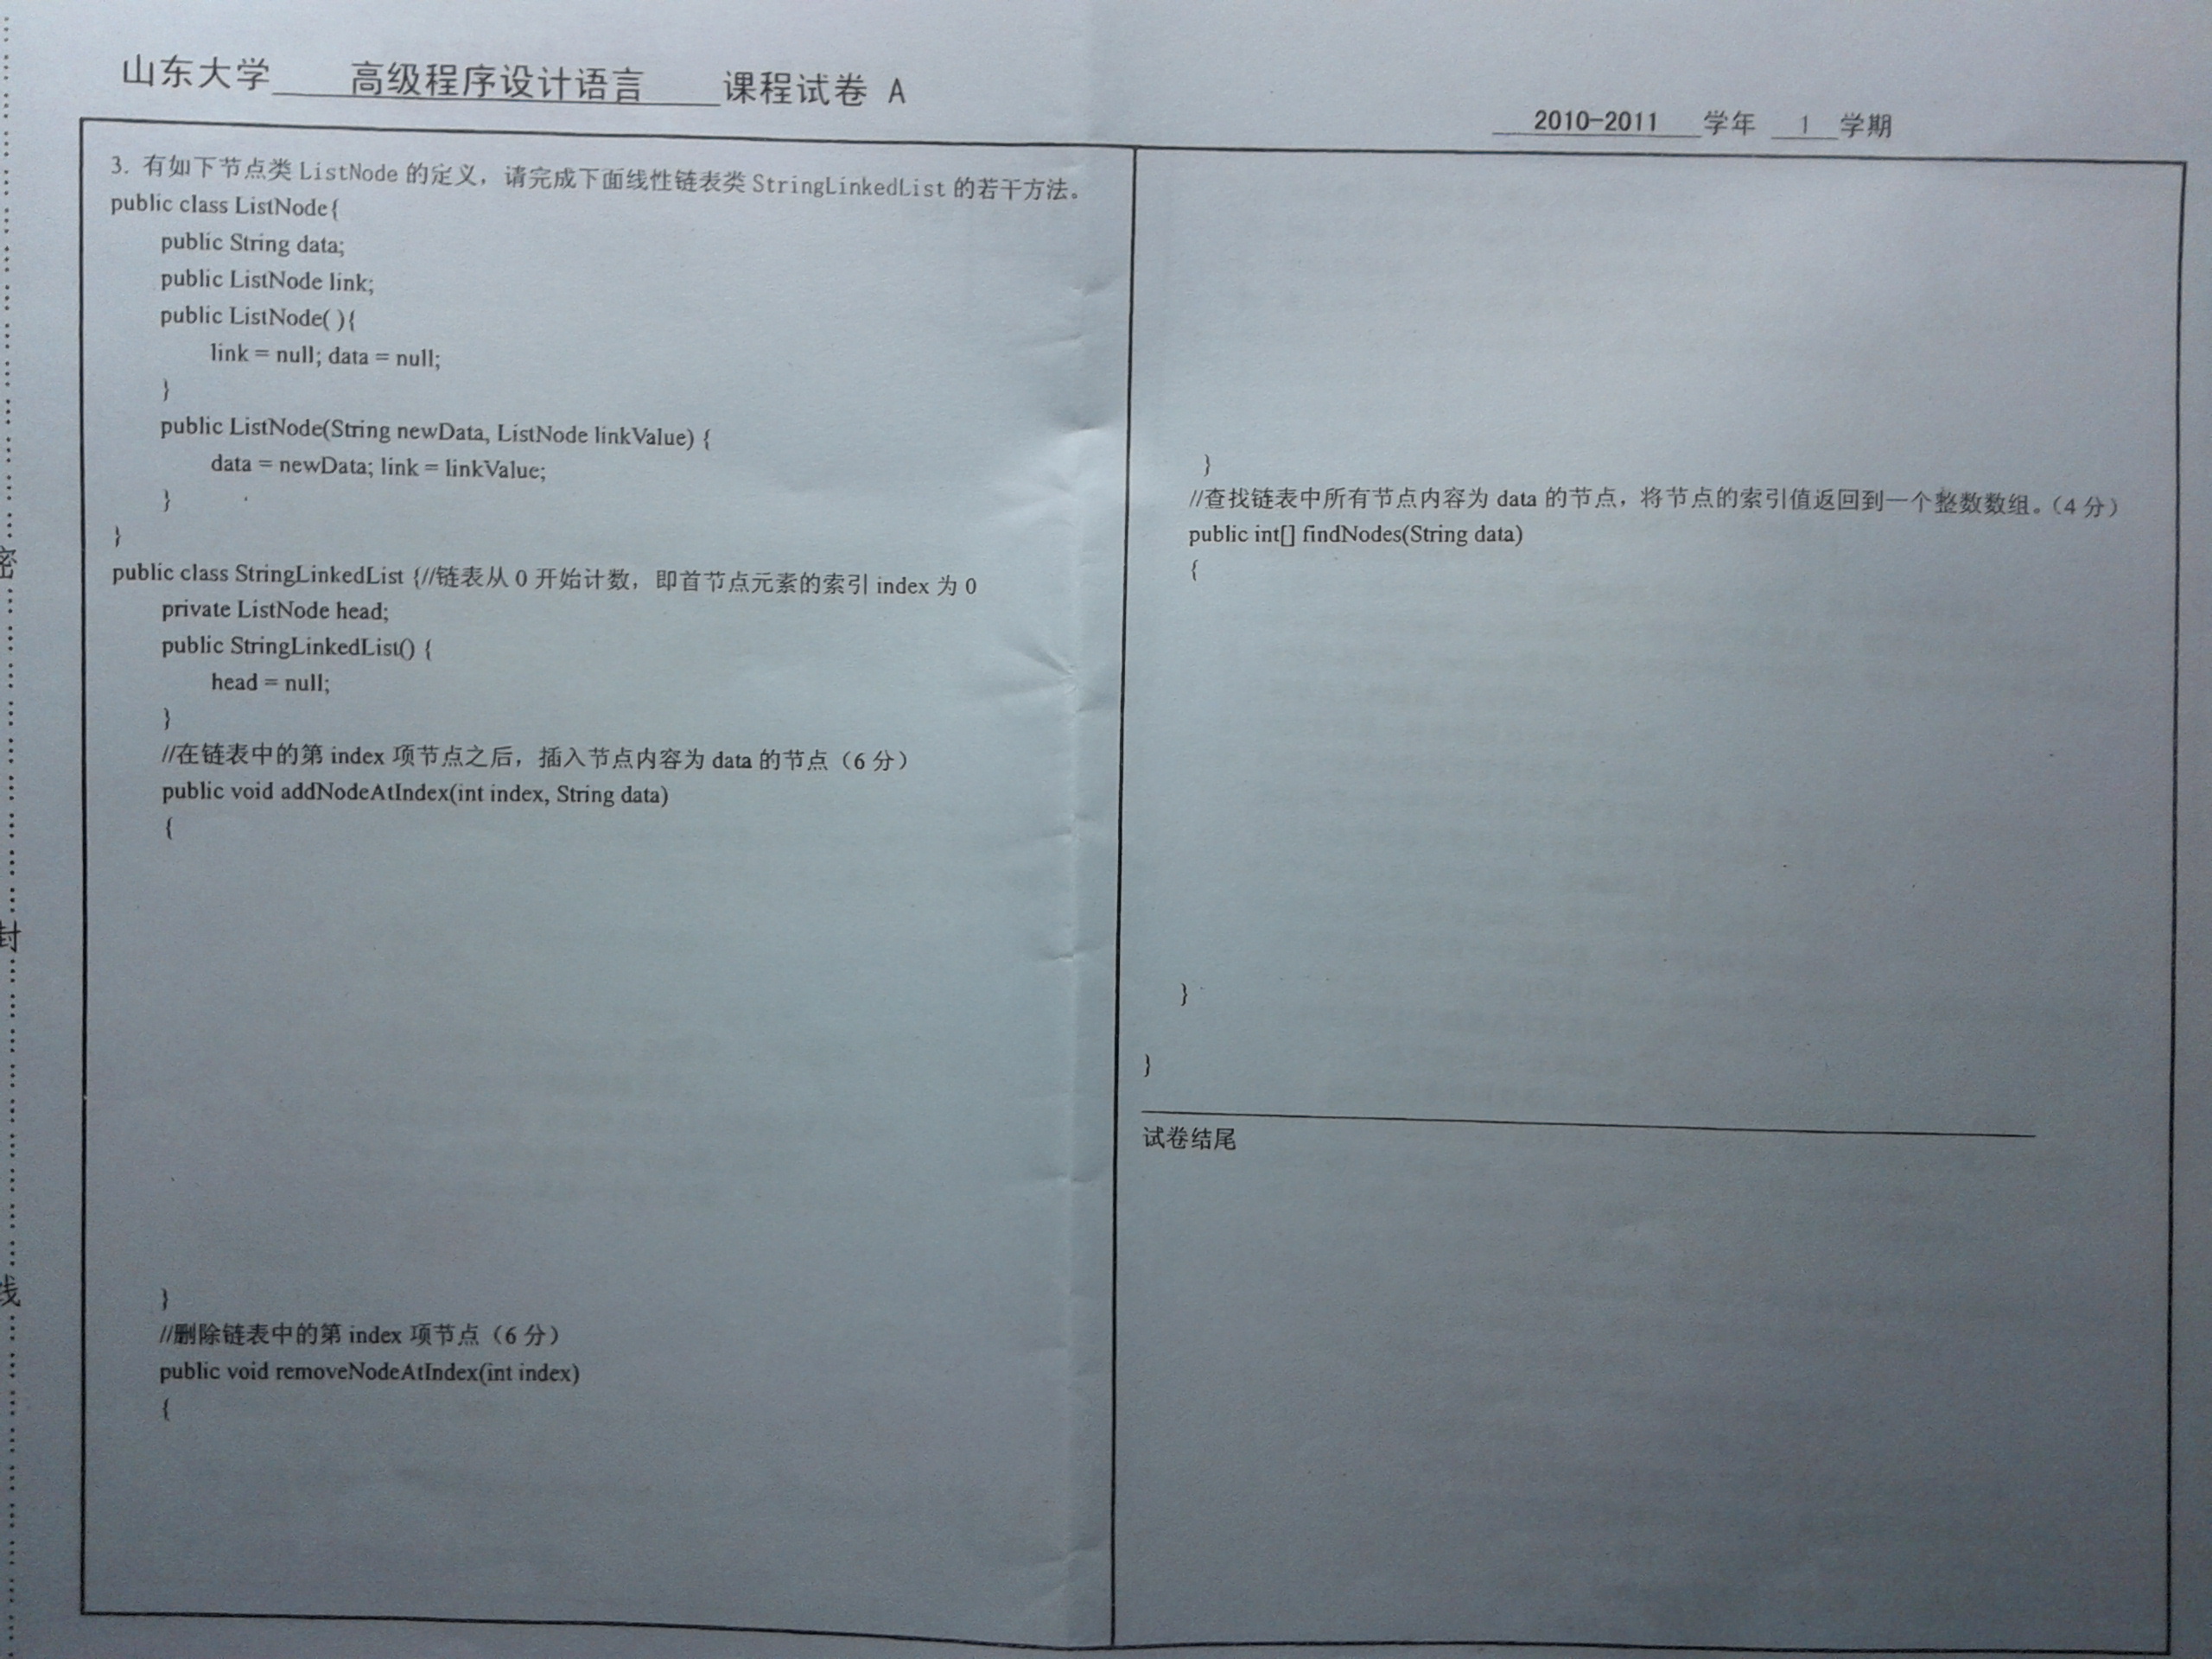 山东大学 高级程序设计语言 课程试卷 A
2010-2011 学年 1 学期
3. 有如下节点类 ListNode 的定义，请完成下面线性链表类 StringLinkedList 的若干方法。
public class ListNode{
public String data;
public ListNode link;
public ListNode( ){
link = null; data = null;
}
public ListNode(String newData, ListNode linkValue) {
data = newData; link = linkValue;
}
}
public class StringLinkedList {//链表从 0 开始计数，即首节点元素的索引 index 为 0
private ListNode head;
public StringLinkedList() {
head = null;
}
//在链表中的第 index 项节点之后，插入节点内容为 data 的节点（6 分）
public void addNodeAtIndex(int index, String data)
{
}
//删除链表中的第 index 项节点（6 分）
public void removeNodeAtIndex(int index)
{
}
//查找链表中所有节点内容为 data 的节点，将节点的索引值返回到一个整数数组。（4 分）
public int[] findNodes(String data)
{
}
}
试卷结尾
密
封
线